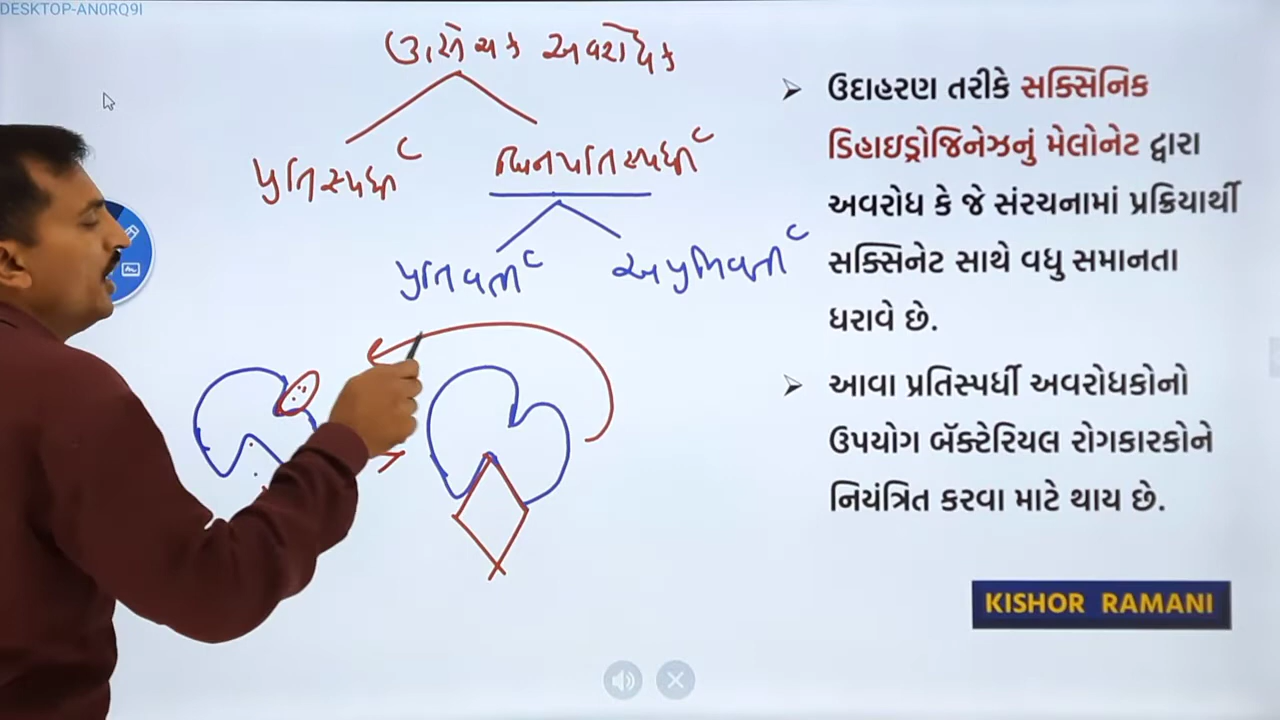 DESKTOP-AN0RQ9I
ઉત્સેચક અવરોધક
પ્રતિસ્પર્ધી
બિનપ્રતિસ્પર્ધી
પ્રતિવર્તી
અપ્રતિવર્તી
➢ ઉદાહરણ તરીકે સક્સિનિક
ડિહાઇડ્રોજિનેઝનું મેલોનેટ દ્વારા
અવરોધ કે જે સંરચનામાં પ્રક્રિયાર્થી
સક્સિનેટ સાથે વધુ સમાનતા
ધરાવે છે.
➢ આવા પ્રતિસ્પર્ધી અવરોધકોનો
ઉપયોગ બૅક્ટેરિયલ રોગકારકોને
નિયંત્રિત કરવા માટે થાય છે.
KISHOR RAMANI